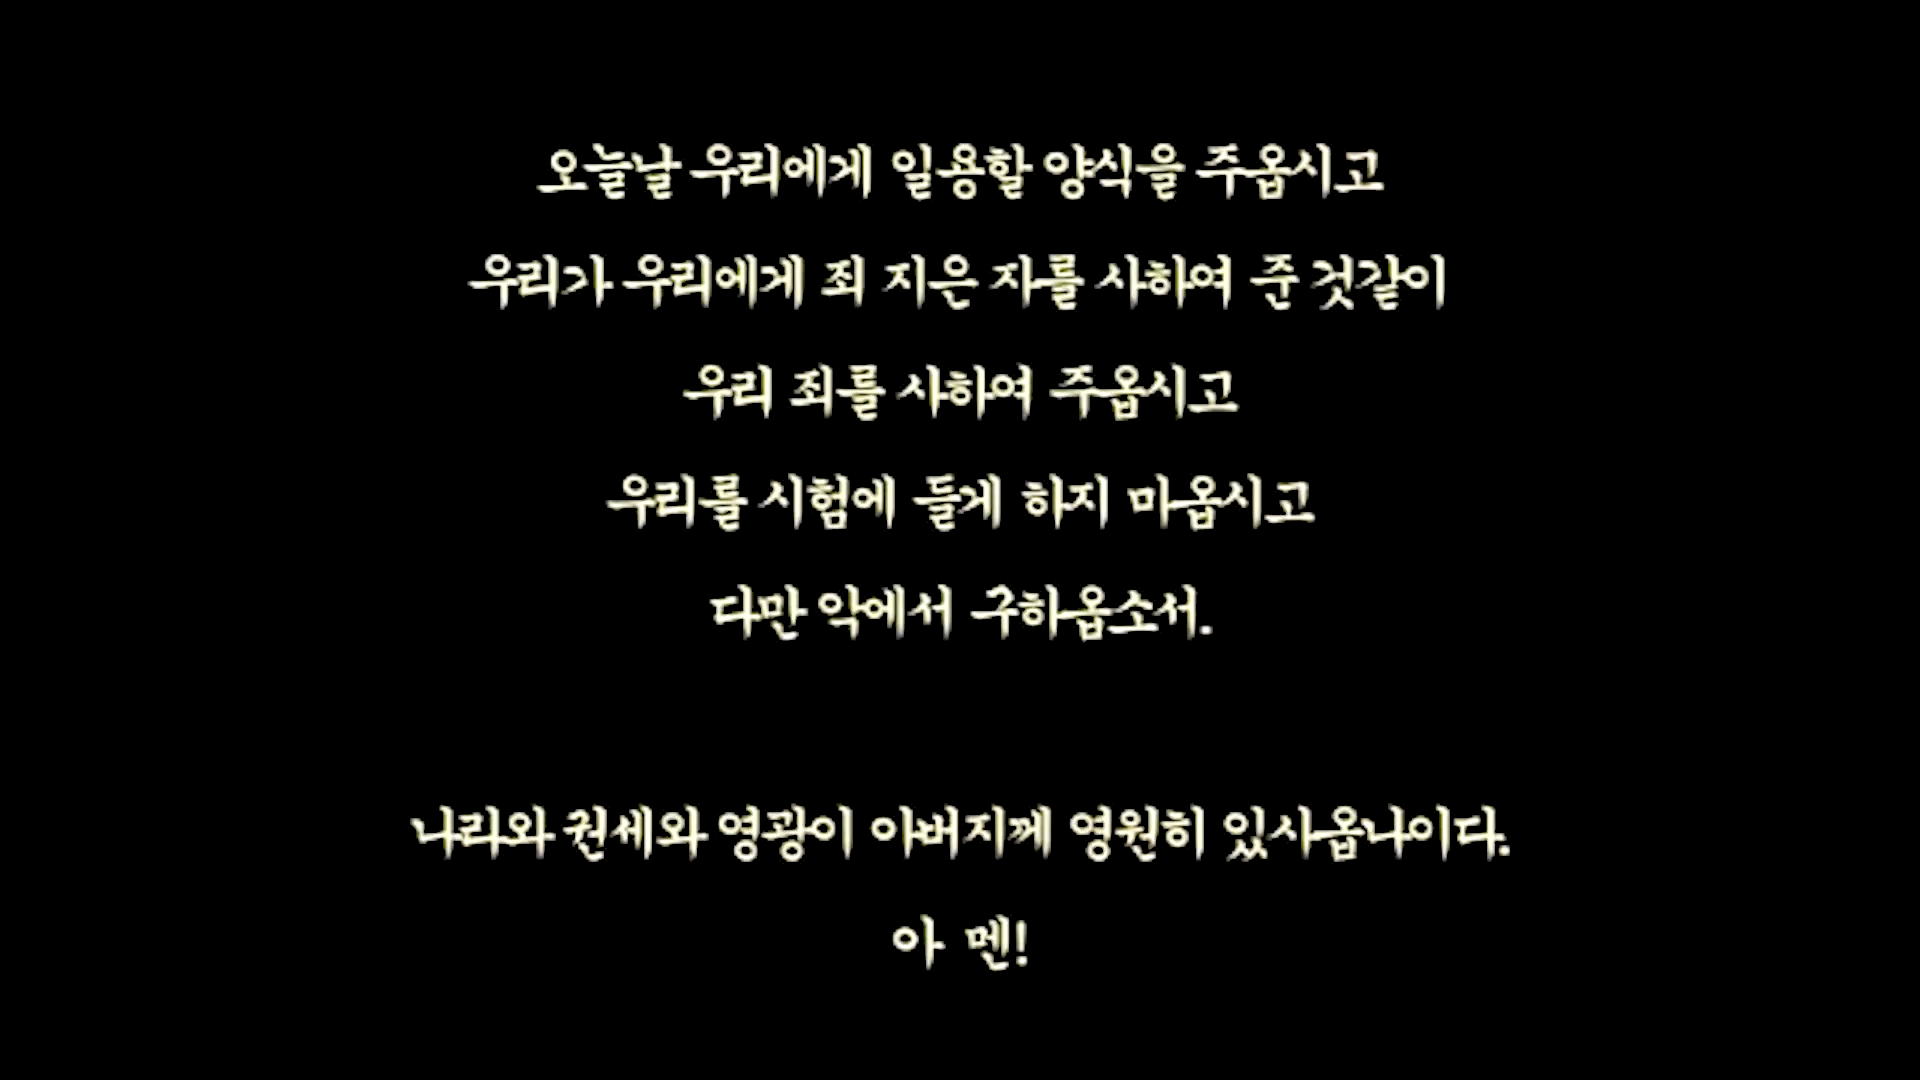 오늘날 우리에게 일용할 양식을 주옵시고
우리가 우리에게 죄 지은 자를 사하여 준 것같이
우리 죄를 사하여 주옵시고
우리를 시험에 들게 하지 마옵시고
다만 악에서 구하옵소서.
나라와 권세와 영광이 아버지께 영원히 있사옵나이다.
아 멘!